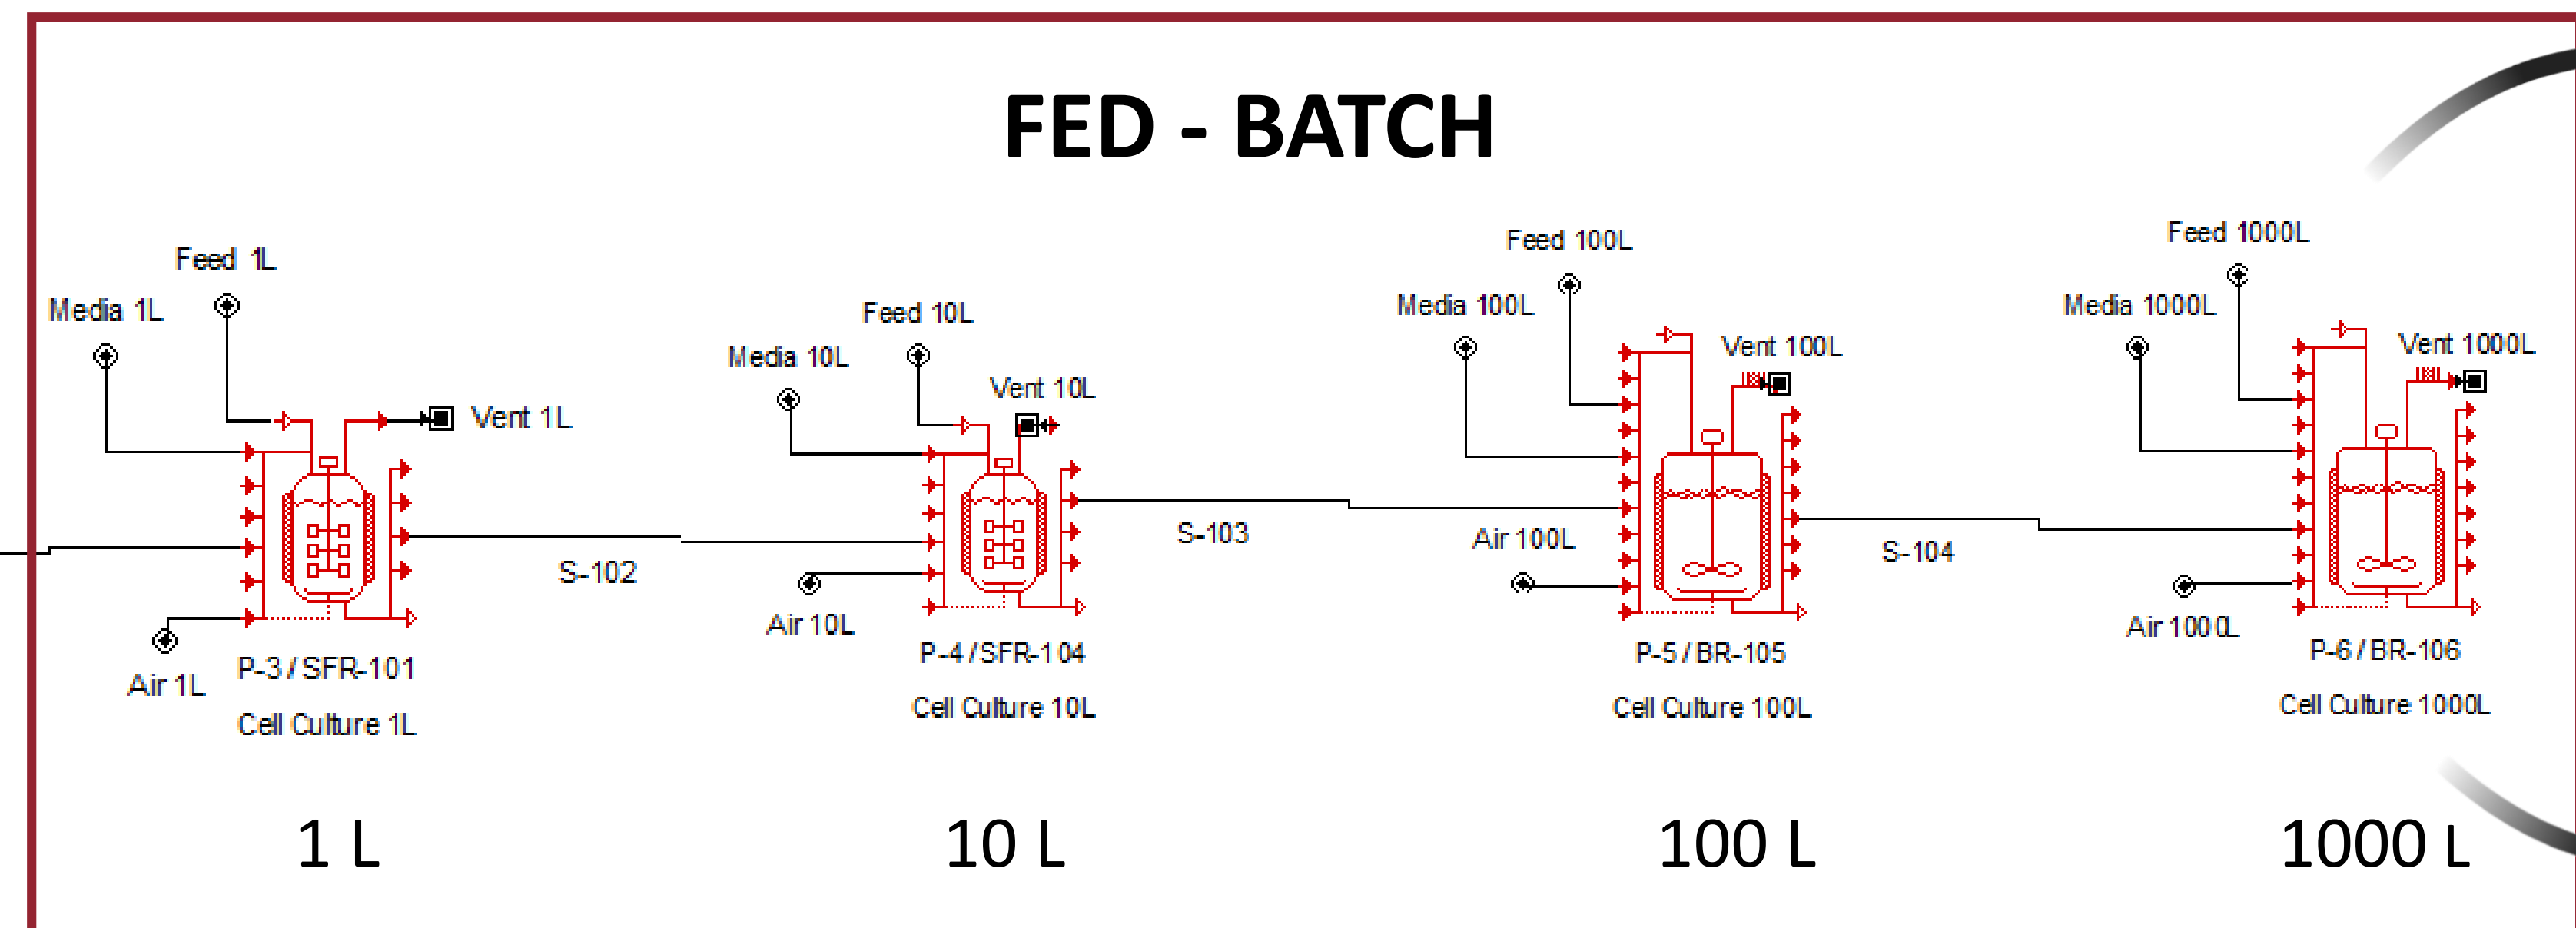 FED - BATCH
Feed 1L
Media 1L
Vent 1L
Air 1L
P-3 / SFR-101
Cell Culture 1L
S-102
Feed 10L
Media 10L
Vent 10L
Air 10L
P-4 / SFR-104
Cell Culture 10L
S-103
Feed 100L
Media 100L
Vent 100L
Air 100L
P-5 / BR-105
Cell Culture 100L
S-104
Feed 1000L
Media 1000L
Vent 1000L
Air 1000L
P-6 / BR-106
Cell Culture 1000L
1 L
10 L
100 L
1000 L